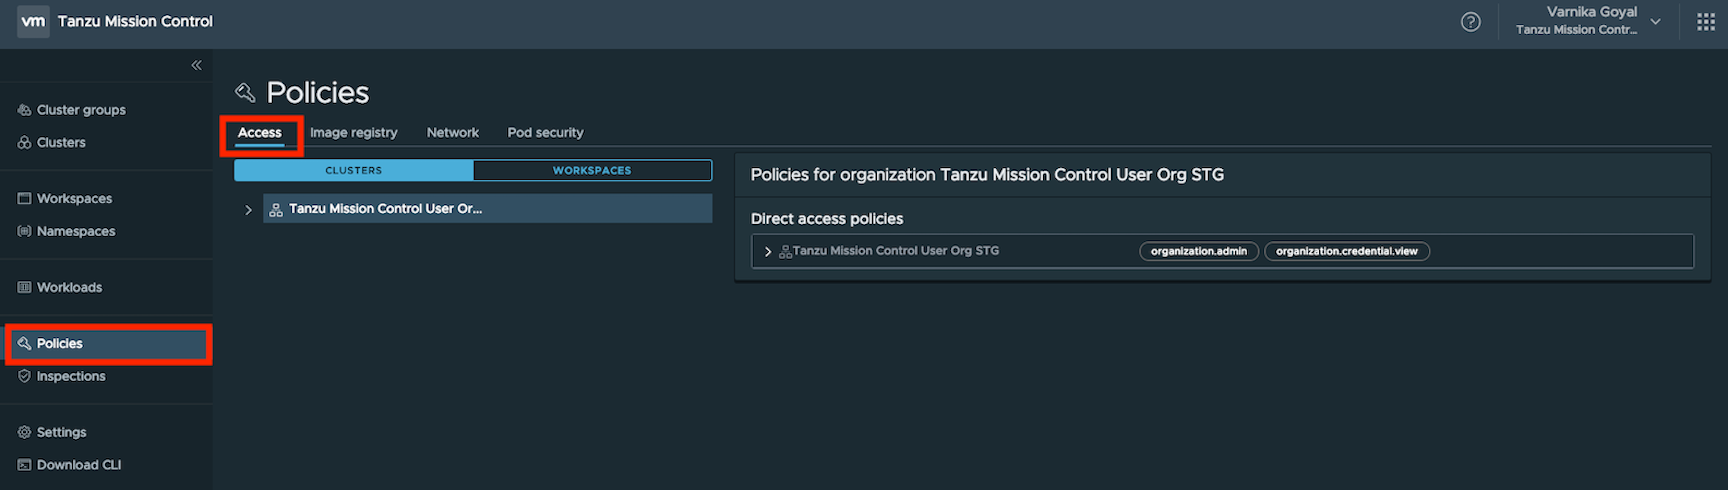 vm Tanzu Mission Control
Varnika Goyal
Tanzu Mission Contr...
Cluster groups
Clusters
Workspaces
Namespaces
Workloads
Policies
Inspections
Settings
Download CLI
Policies
Access Image registry Network Pod security
CLUSTERS WORKSPACES
Tanzu Mission Control User Or...
Policies for organization Tanzu Mission Control User Org STG
Direct access policies
Tanzu Mission Control User Org STG organization.admin organization.credential.view